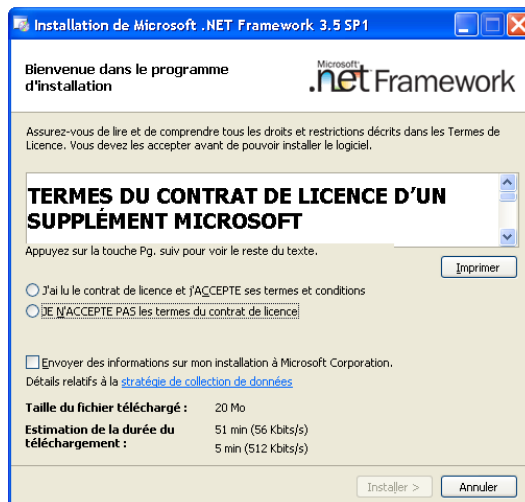 Installation de Microsoft .NET Framework 3.5 SP1
Bienvenue dans le programme
d'installation
Microsoft
.net Framework
Assurez-vous de lire et de comprendre tous les droits et restrictions décrits dans les Termes de
Licence. Vous devez les accepter avant de pouvoir installer le logiciel.
TERMES DU CONTRAT DE LICENCE D'UN
SUPPLÉMENT MICROSOFT
Appuyez sur la touche Pg. suiv pour voir le reste du texte.
Imprimer
J'ai lu le contrat de licence et j'ACCEPTE ses termes et conditions
JE N'ACCEPTE PAS les termes du contrat de licence
Envoyer des informations sur mon installation à Microsoft Corporation.
Détails relatifs à la stratégie de collection de données
Taille du fichier téléchargé : 20 Mo
Estimation de la durée du 51 min (56 Kbits/s)
téléchargement : 5 min (512 Kbits/s)
Installer >
Annuler